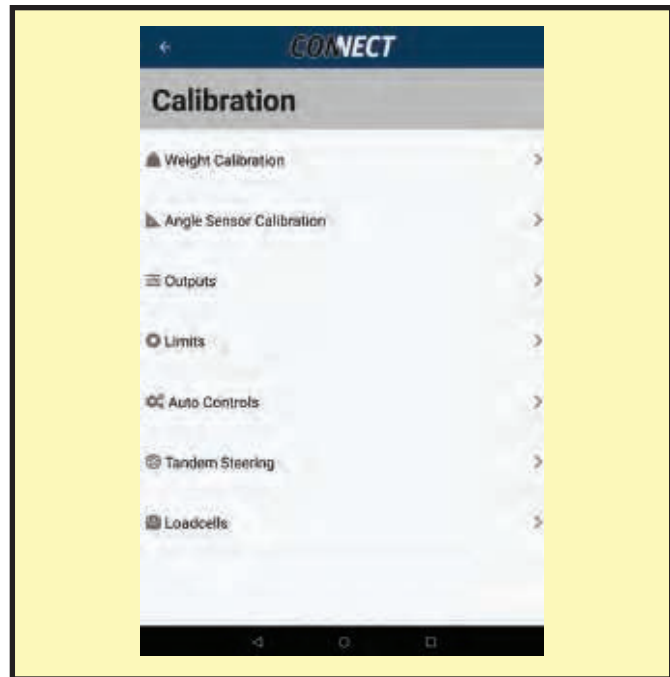 CONNECT
Calibration
Weight Calibration
Angle Sensor Calibration
Outputs
Limits
Auto Controls
Tandem Steering
Loadcells